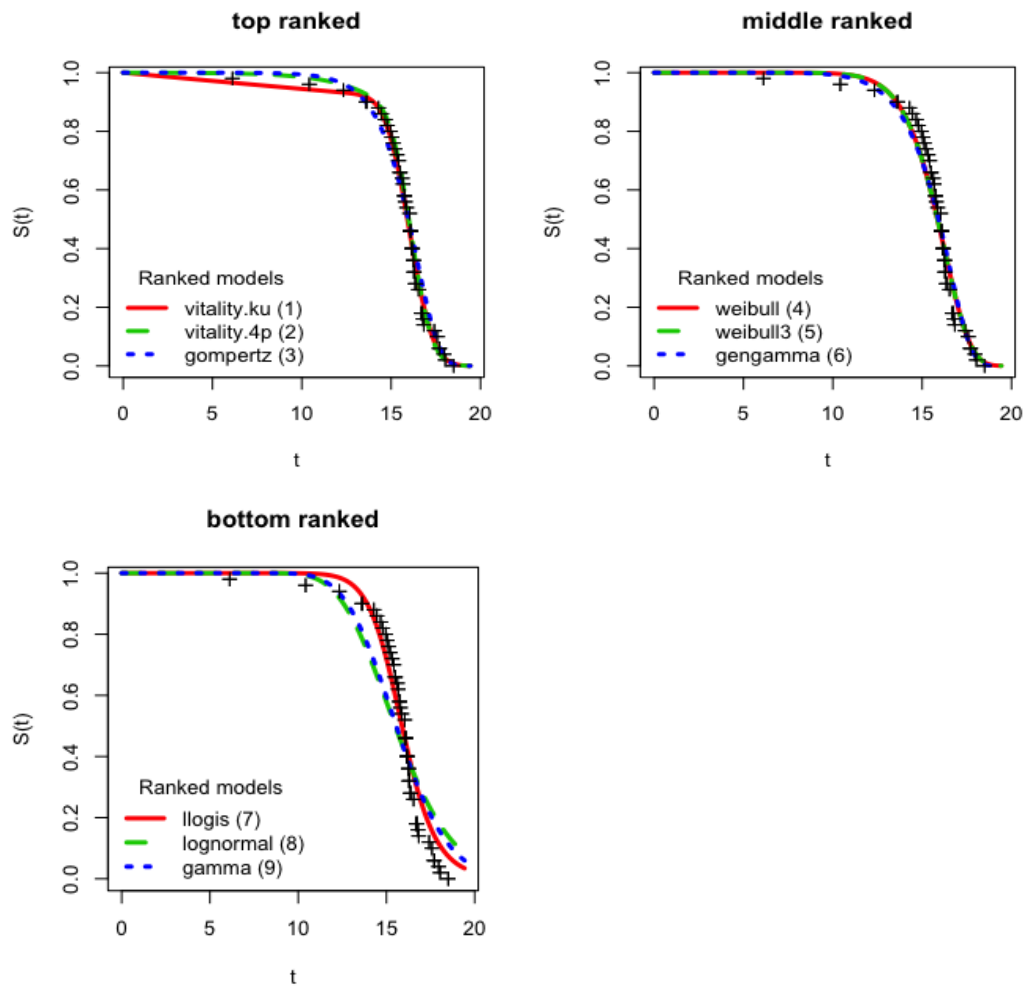 top ranked
S(t)
1.0
0.8
0.6
0.4
0.2
0.0
Ranked models
vitality.ku (1)
vitality.4p (2)
gompertz (3)
0 5 10 15 20
t
middle ranked
S(t)
1.0
0.8
0.6
0.4
0.2
0.0
Ranked models
weibull (4)
weibull3 (5)
gengamma (6)
0 5 10 15 20
t
bottom ranked
S(t)
1.0
0.8
0.6
0.4
0.2
0.0
Ranked models
llogis (7)
lognormal (8)
gamma (9)
0 5 10 15 20
t